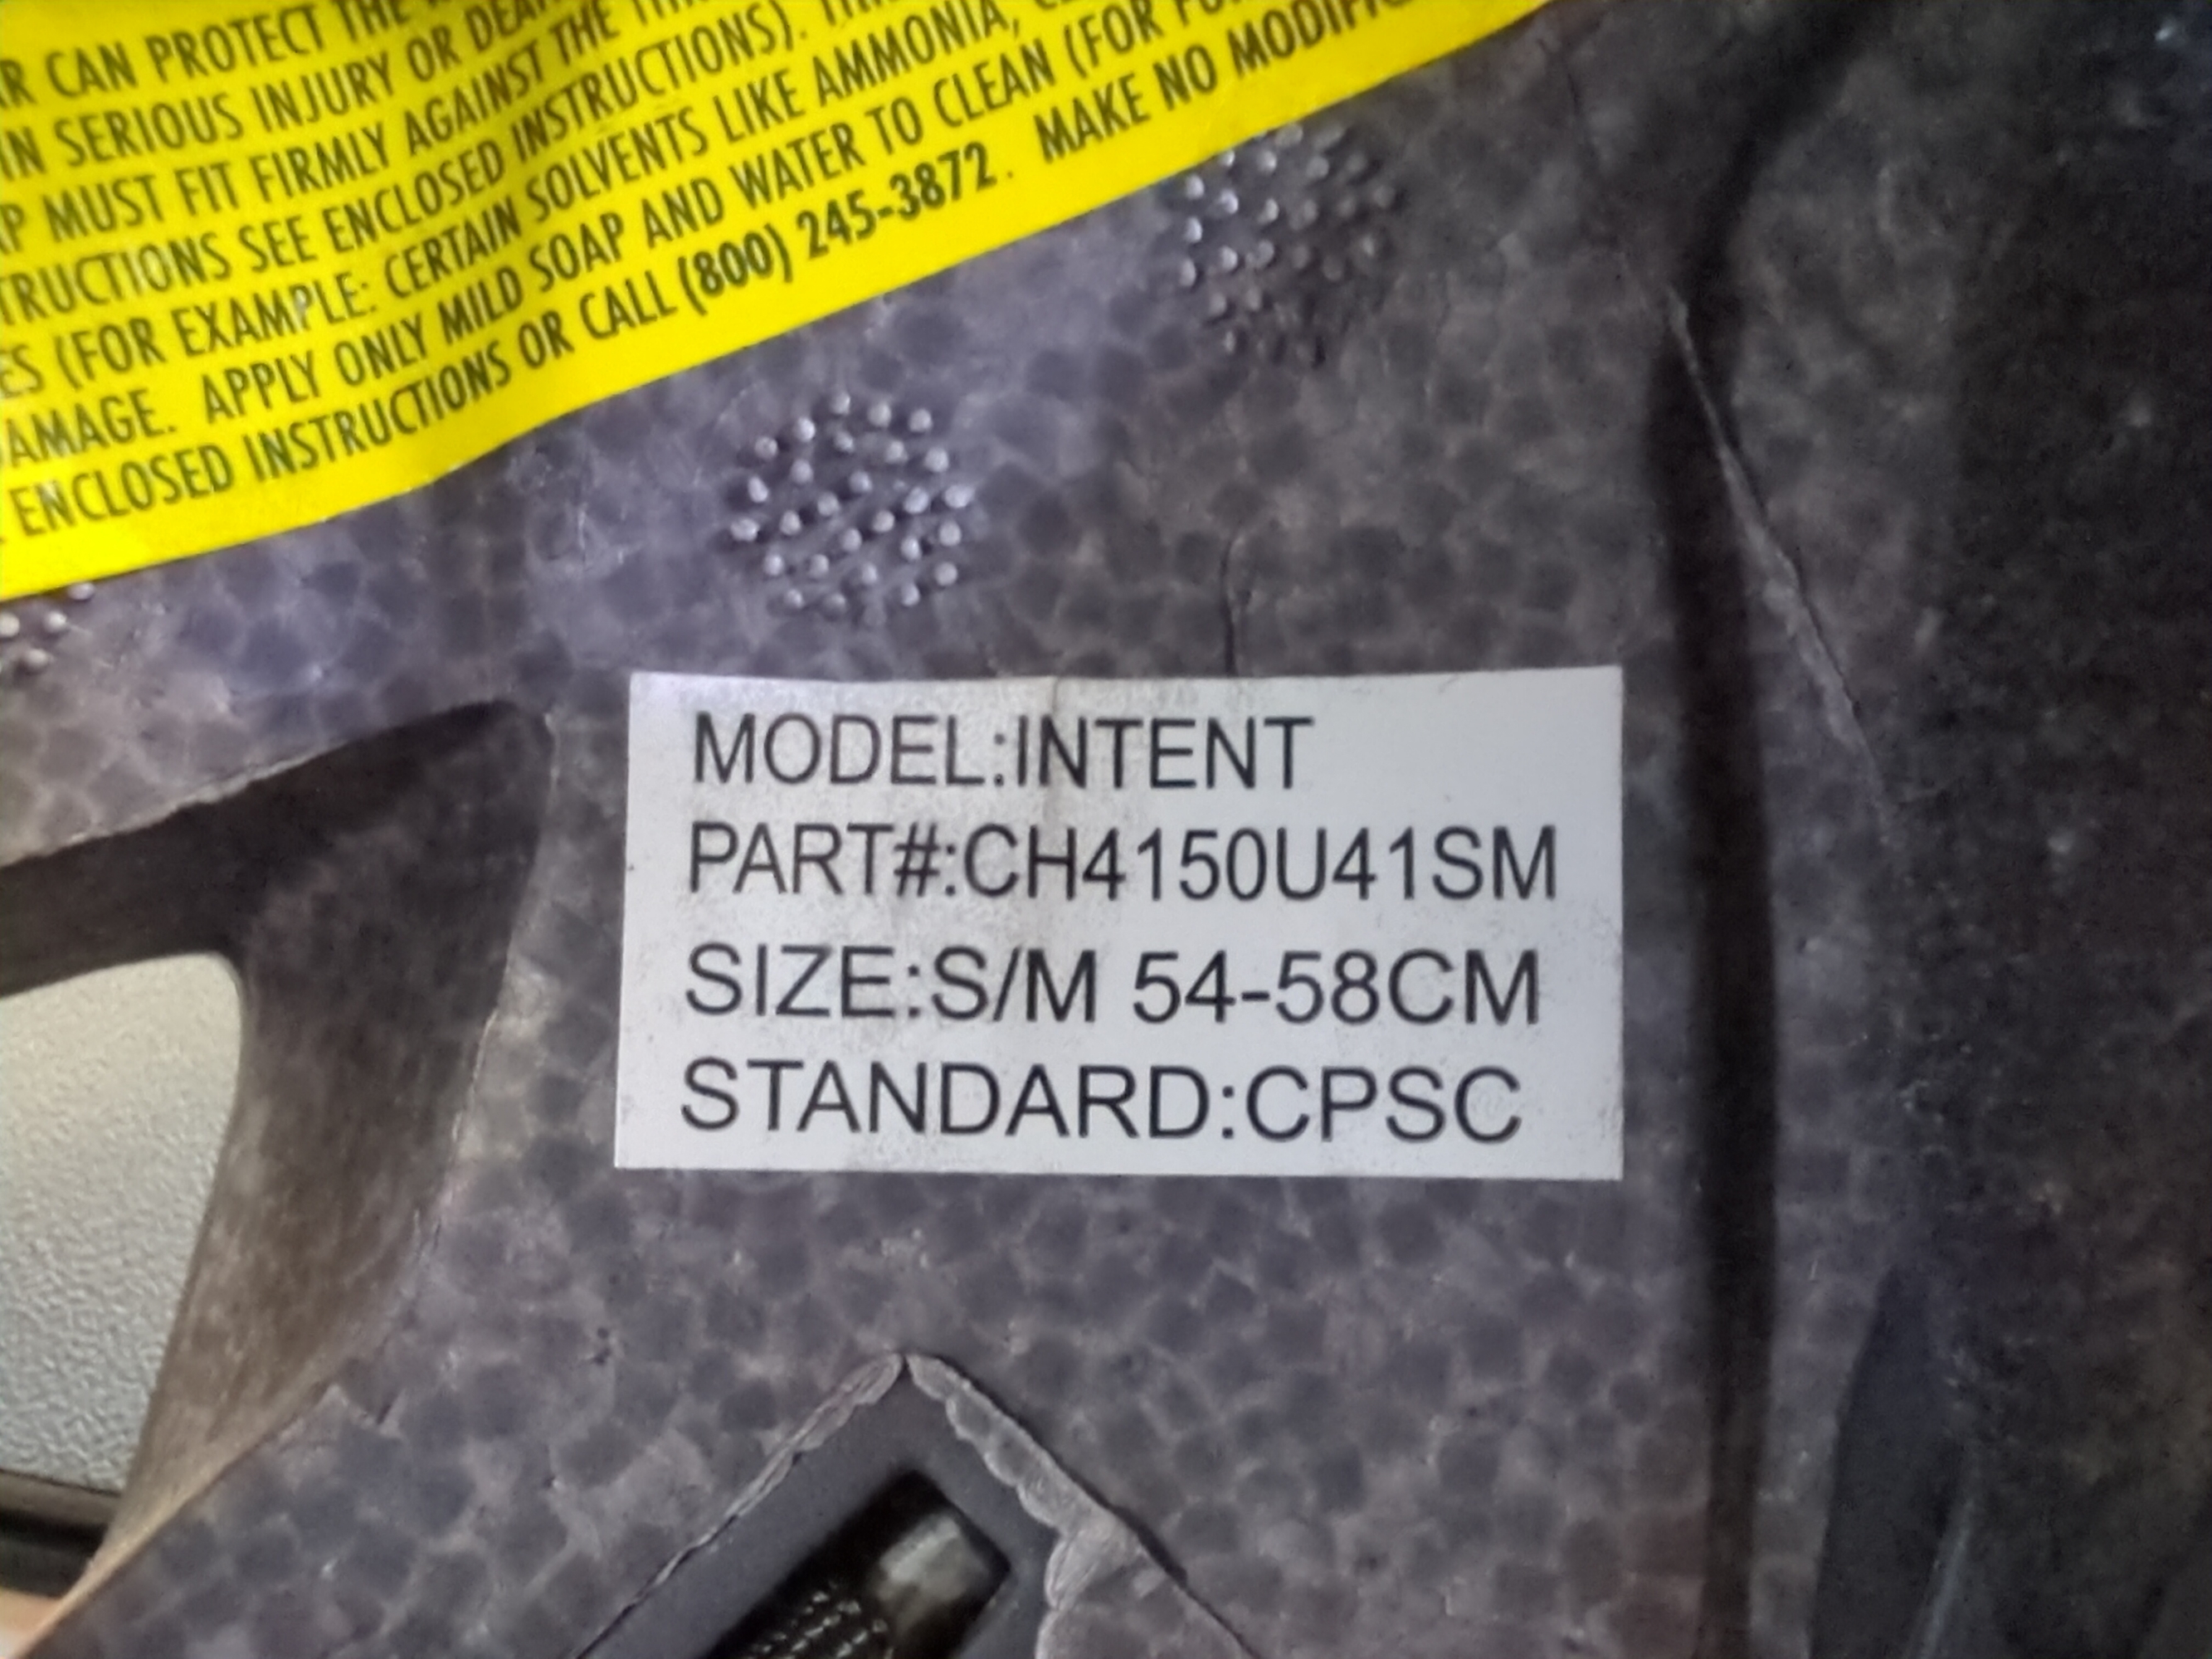 CAN PROTECT THE
IN SERIOUS INJURY OR
MUST FIT FIRMLY AGAINST THE
SEE ENCLOSED INSTRUCTIONS).
(FOR EXAMPLE: CERTAIN SOLVENTS LIKE AMMONIA,
APPLY ONLY MILD SOAP AND WATER TO CLEAN (FOR
ENCLOSED INSTRUCTIONS OR CALL (800) 245-3872. MAKE NO
MODEL:INTENT
PART#:CH4150U41SM
SIZE:S/M 54-58CM
STANDARD:CPSC